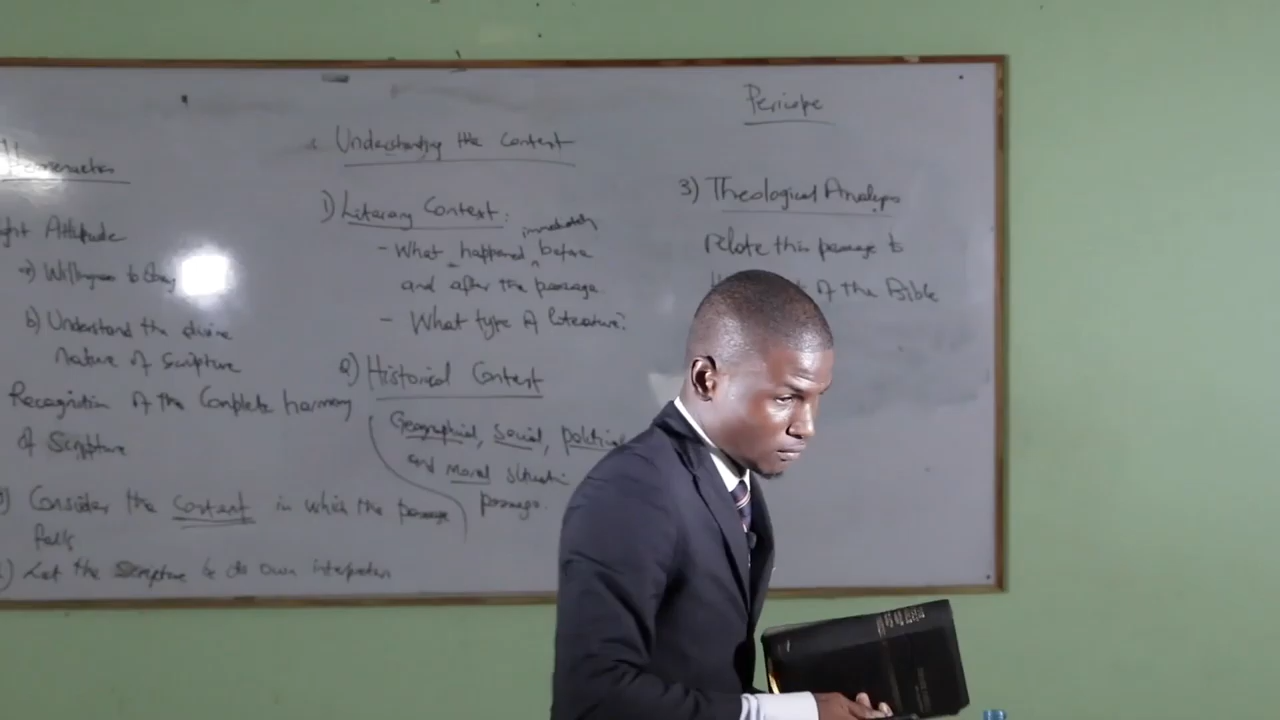 Hermeneutics
ght Attitude
a) Willingness to Obey
b) Understand the divine
Nature of Scripture
Recognition of the Complete harmony
of Scripture
Consider the context in which the passage
falls
Let the Scripture be its own interpreter
Understanding the Context
1) Literary Context:
immediately
- What happened before
and after the passage
- What type of literature?
2) Historical Context
Geographical, social, political
and moral situation
passage.
Pericope
3) Theological Analysis
relate this passage to
of the Bible